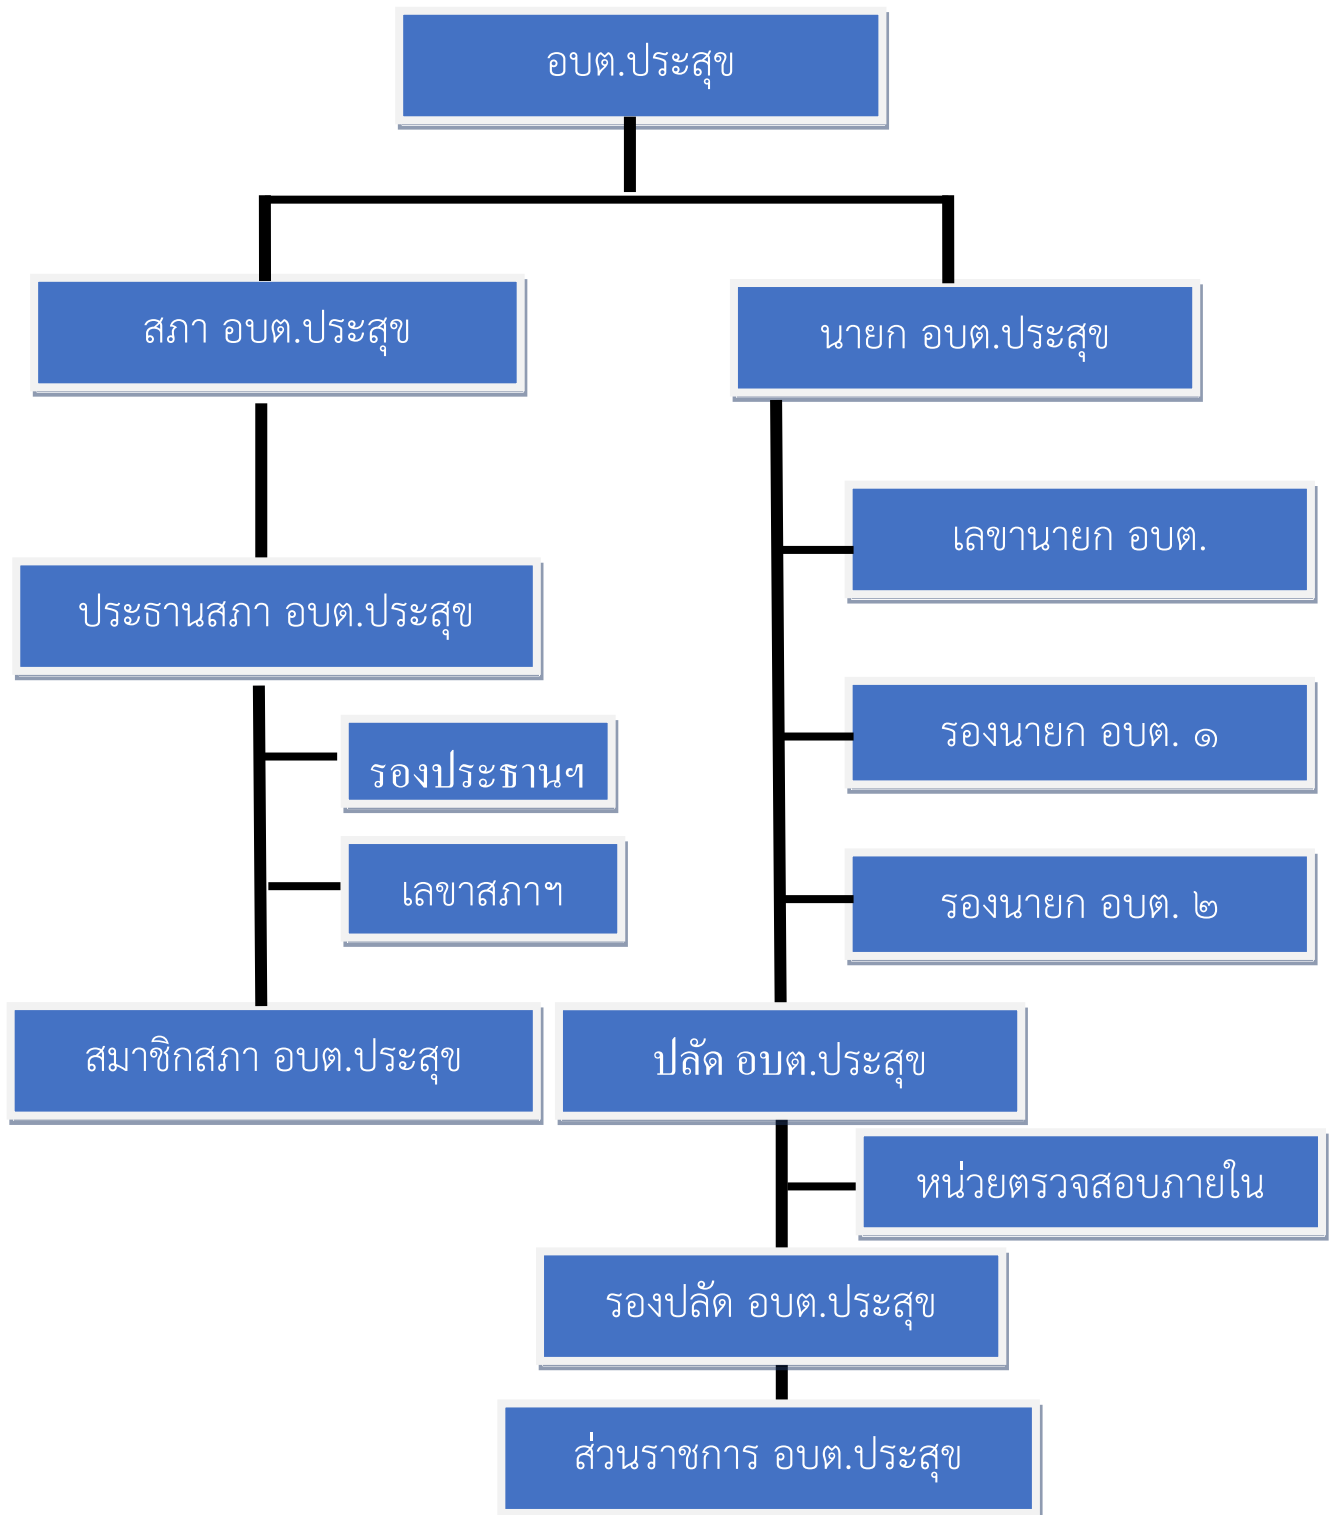 อบต.ประสุข
สภา อบต.ประสุข
นายก อบต.ประสุข
เลขานายก อบต.
ประธานสภา อบต.ประสุข
รองนายก อบต. ๑
รองประธานฯ
เลขาสภาฯ
รองนายก อบต. ๒
สมาชิกสภา อบต.ประสุข
ปลัด อบต.ประสุข
หน่วยตรวจสอบภายใน
รองปลัด อบต.ประสุข
ส่วนราชการ อบต.ประสุข